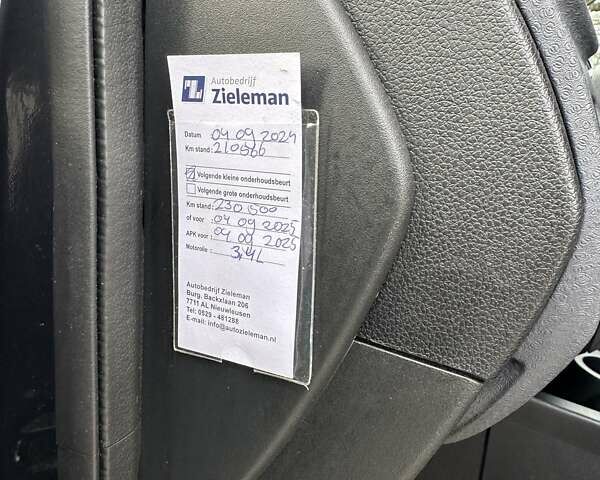 Autobedrijf
Zieleman
Datum : 04 09 2024
Km stand: 210566
Volgende kleine onderhoudsbeurt
Volgende grote onderhoudsbeurt
Km stand: 230.500
of voor : 04 09 2025
APK voor : 04 09 2025
Motorolie : 3,4L
Autobedrijf Zieleman
Burg. Backxlaan 206
7711 AL Nieuwleusen
Tel: 0529 - 481288
E-mail: info@autozieleman.nl